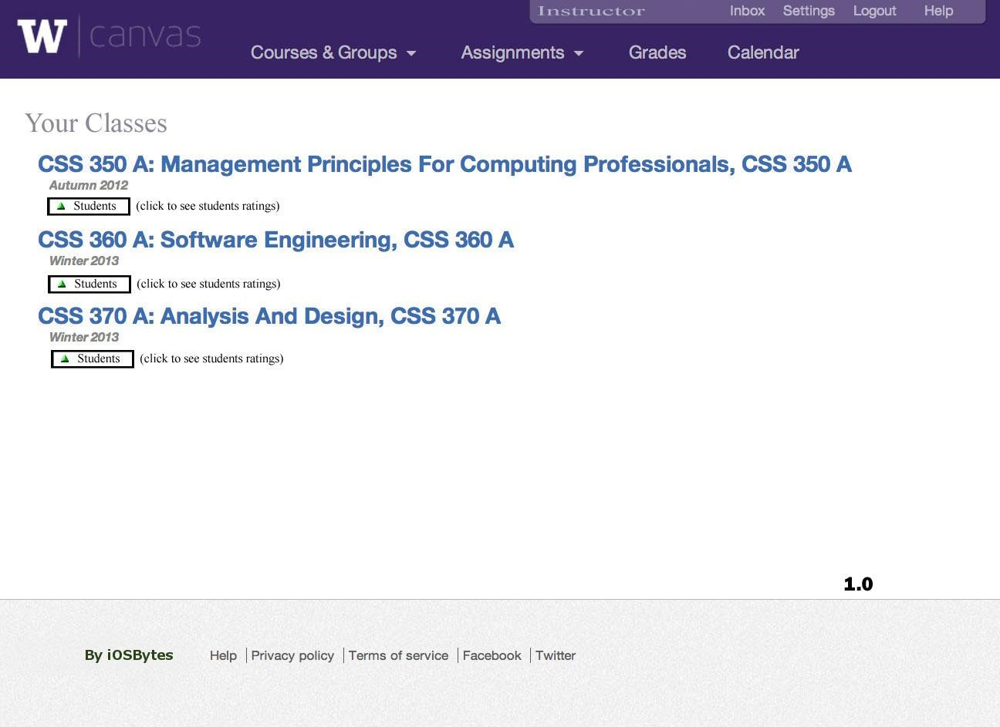 Instructor Inbox Settings Logout Help
W canvas
Courses & Groups Assignments Grades Calendar
Your Classes
CSS 350 A: Management Principles For Computing Professionals, CSS 350 A
Autumn 2012
Students (click to see students ratings)
CSS 360 A: Software Engineering, CSS 360 A
Winter 2013
Students (click to see students ratings)
CSS 370 A: Analysis And Design, CSS 370 A
Winter 2013
Students (click to see students ratings)
1.0
By iOSBytes Help Privacy policy Terms of service Facebook Twitter